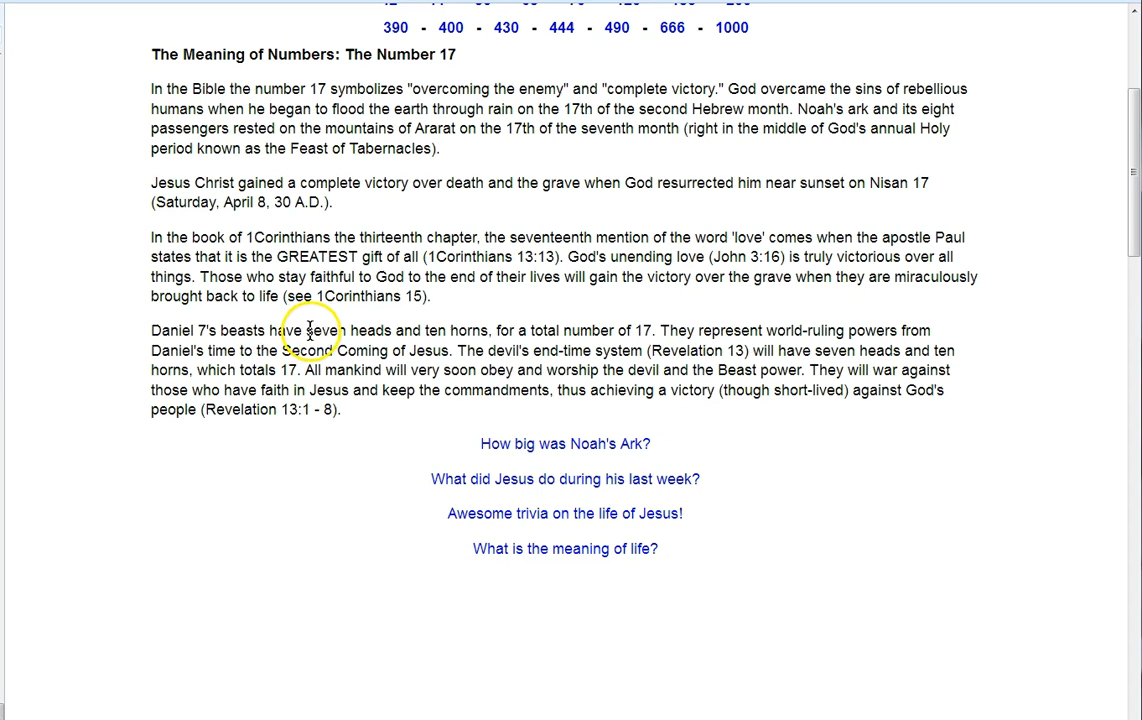 390 - 400 - 430 - 444 - 490 - 666 - 1000
The Meaning of Numbers: The Number 17
In the Bible the number 17 symbolizes "overcoming the enemy" and "complete victory." God overcame the sins of rebellious
humans when he began to flood the earth through rain on the 17th of the second Hebrew month. Noah's ark and its eight
passengers rested on the mountains of Ararat on the 17th of the seventh month (right in the middle of God's annual Holy
period known as the Feast of Tabernacles).
Jesus Christ gained a complete victory over death and the grave when God resurrected him near sunset on Nisan 17
(Saturday, April 8, 30 A.D.).
In the book of 1Corinthians the thirteenth chapter, the seventeenth mention of the word 'love' comes when the apostle Paul
states that it is the GREATEST gift of all (1Corinthians 13:13). God's unending love (John 3:16) is truly victorious over all
things. Those who stay faithful to God to the end of their lives will gain the victory over the grave when they are miraculously
brought back to life (see 1Corinthians 15).
Daniel 7's beasts have seven heads and ten horns, for a total number of 17. They represent world-ruling powers from
Daniel's time to the Second Coming of Jesus. The devil's end-time system (Revelation 13) will have seven heads and ten
horns, which totals 17. All mankind will very soon obey and worship the devil and the Beast power. They will war against
those who have faith in Jesus and keep the commandments, thus achieving a victory (though short-lived) against God's
people (Revelation 13:1 - 8).
How big was Noah's Ark?
What did Jesus do during his last week?
Awesome trivia on the life of Jesus!
What is the meaning of life?